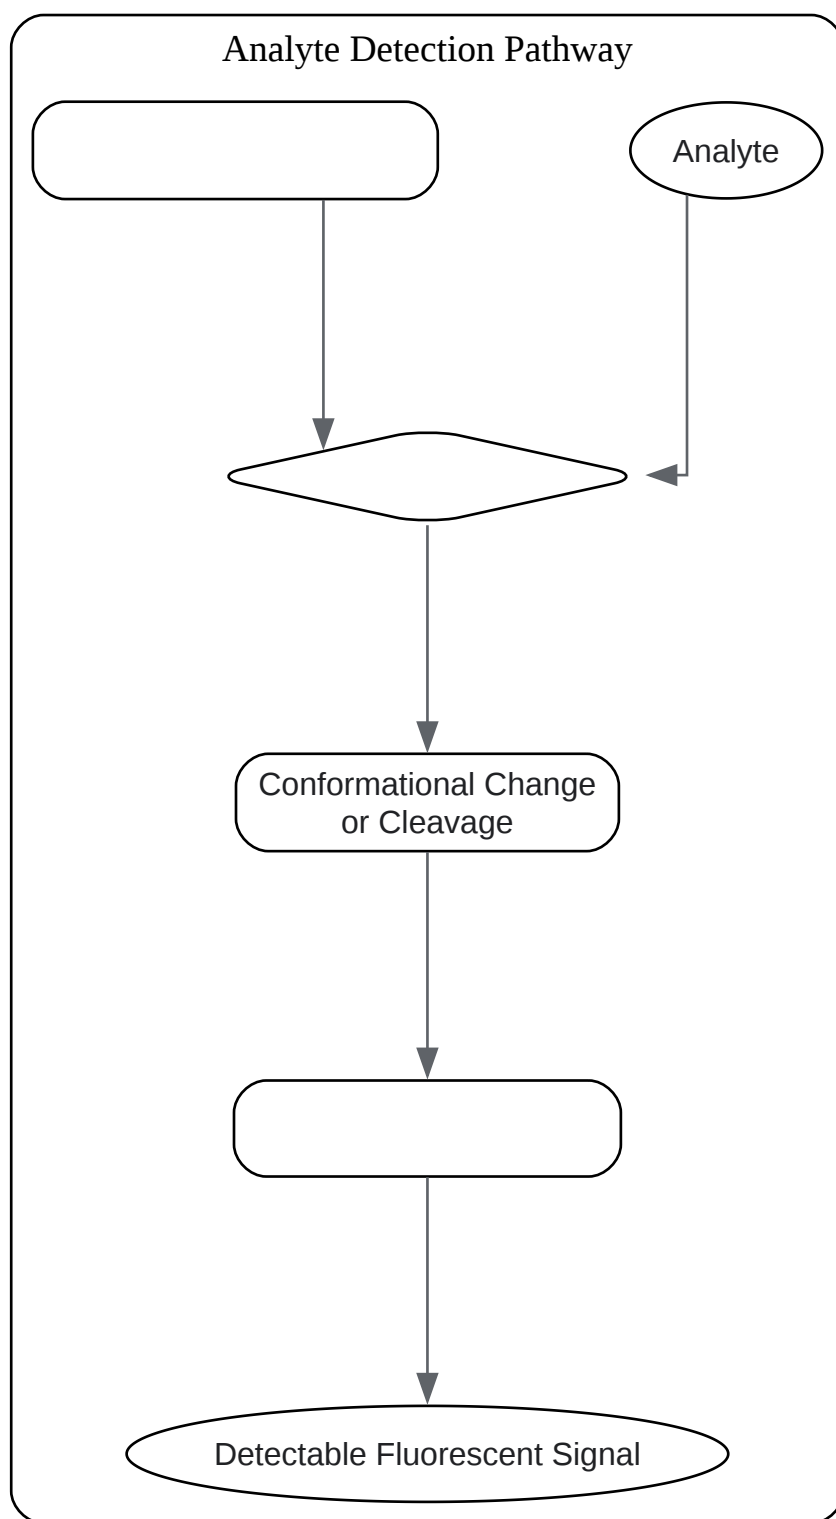 Analyte Detection Pathway
Analyte
Conformational Change
or Cleavage
Detectable Fluorescent Signal